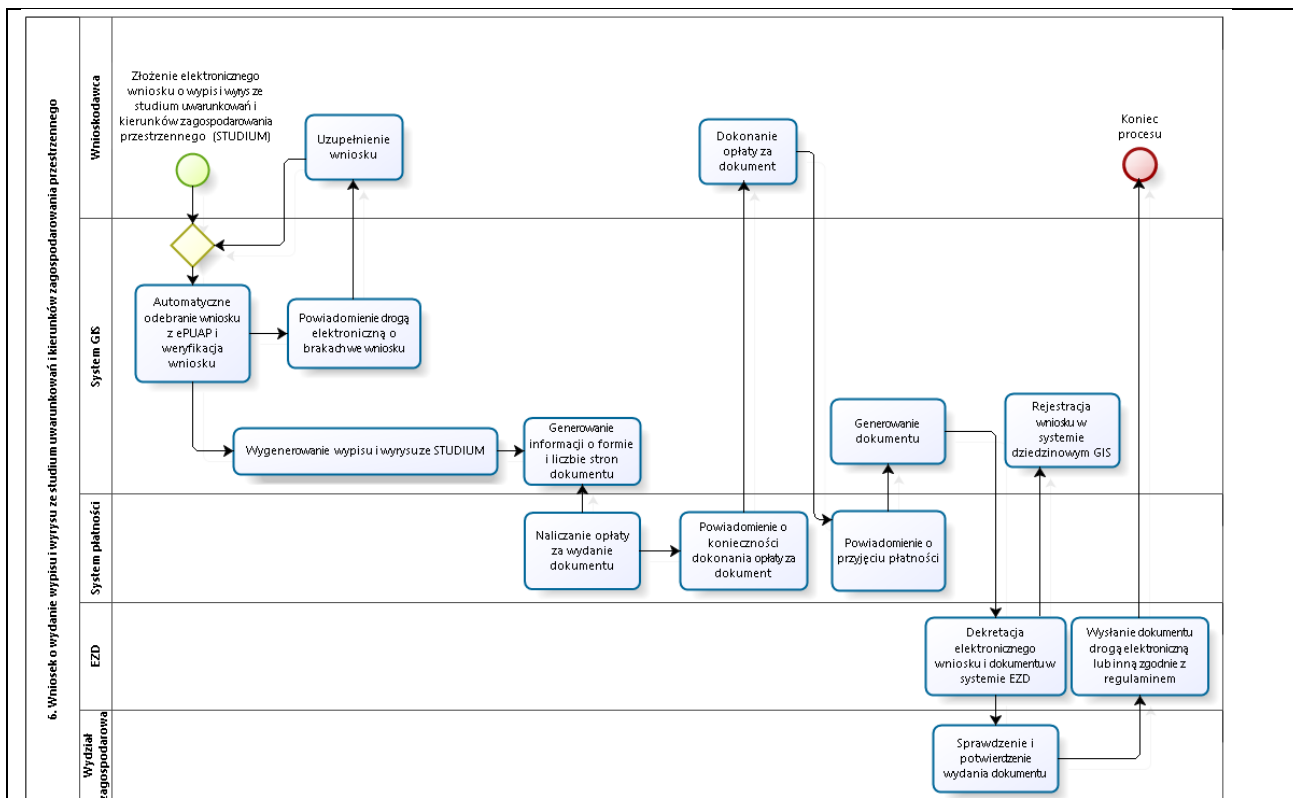 6. Wniosek o wydanie wypisu i wyrysu ze studium uwarunkowań i kierunków zagospodarowania przestrzennego
Wnioskodawca
Złożenie elektronicznego
wniosku o wypis i wyrys ze
studium uwarunkowań i
kierunków zagospodarowania
przestrzennego (STUDIUM)
Uzupełnienie
wniosku
Dokonanie
opłaty za
dokument
Koniec
procesu
System GIS
Automatyczne
odebranie wniosku
z ePUAP i
weryfikacja
wniosku
Powiadomienie drogą
elektroniczną o
brakach we wniosku
Wygenerowanie wypisu i wyrysu ze STUDIUM
Generowanie
informacji o formie
i liczbie stron
dokumentu
Generowanie
dokumentu
Rejestracja
wniosku w
systemie
dziedzinowym GIS
System płatności
Naliczanie opłaty
za wydanie
dokumentu
Powiadomienie o
konieczności
dokonania opłaty za
dokument
Powiadomienie o
przyjęciu płatności
EZD
Dekretacja
elektronicznego
wniosku i dokumentu w
systemie EZD
Wysłanie dokumentu
drogą elektroniczną
lub inną zgodnie z
regulaminem
Wydział
zagospodarowa
Sprawdzenie i
potwierdzenie
wydania dokumentu